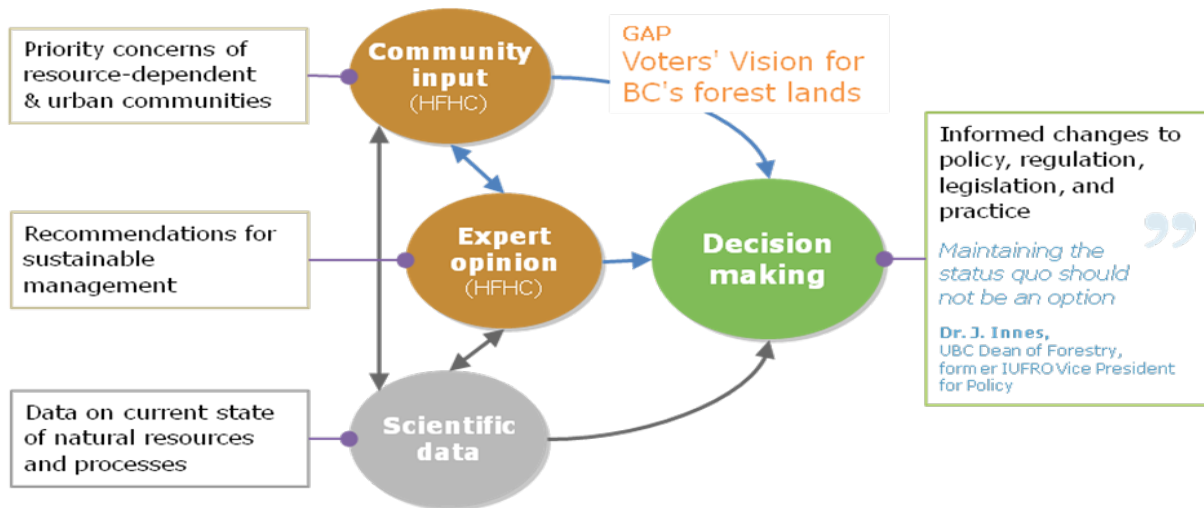 Priority concerns of
resource-dependent
& urban communities
Community
input
(HFHC)
GAP
Voters' Vision for
BC's forest lands
Recommendations for
sustainable
management
Expert
opinion
(HFHC)
Decision
making
Informed changes to
policy, regulation,
legislation, and
practice
”
Maintaining the
status quo should
not be an option
Dr. J. Innes,
UBC Dean of Forestry,
former IUFRO Vice President
for Policy
Data on current state
of natural resources
and processes
Scientific
data